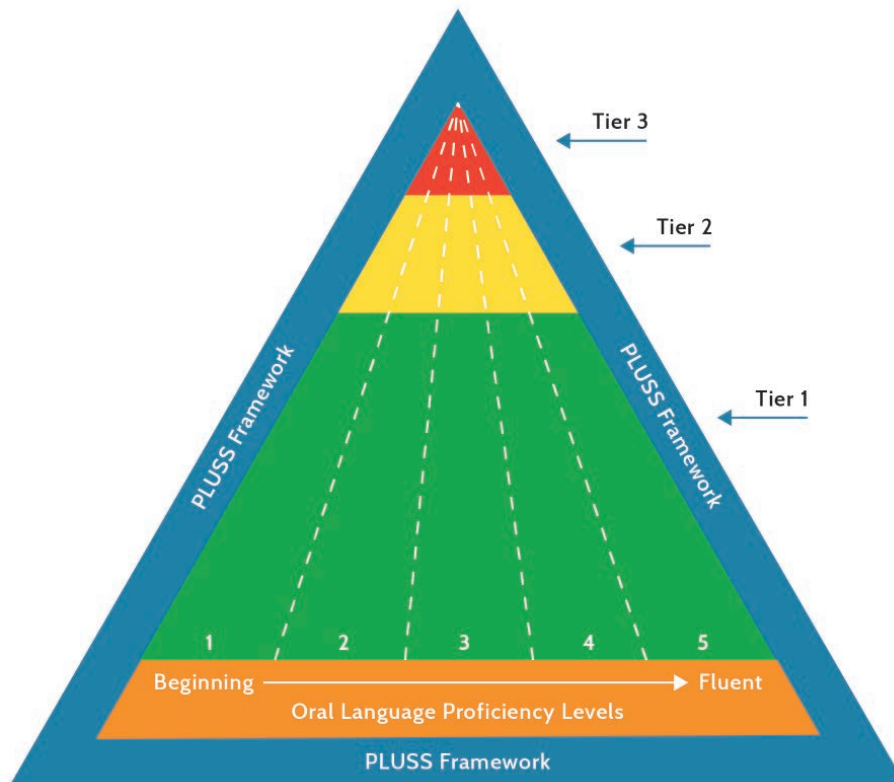 Tier 3
Tier 2
Tier 1
PLUSS Framework
PLUSS Framework
1 2 3 4 5
Beginning Fluent
Oral Language Proficiency Levels
PLUSS Framework